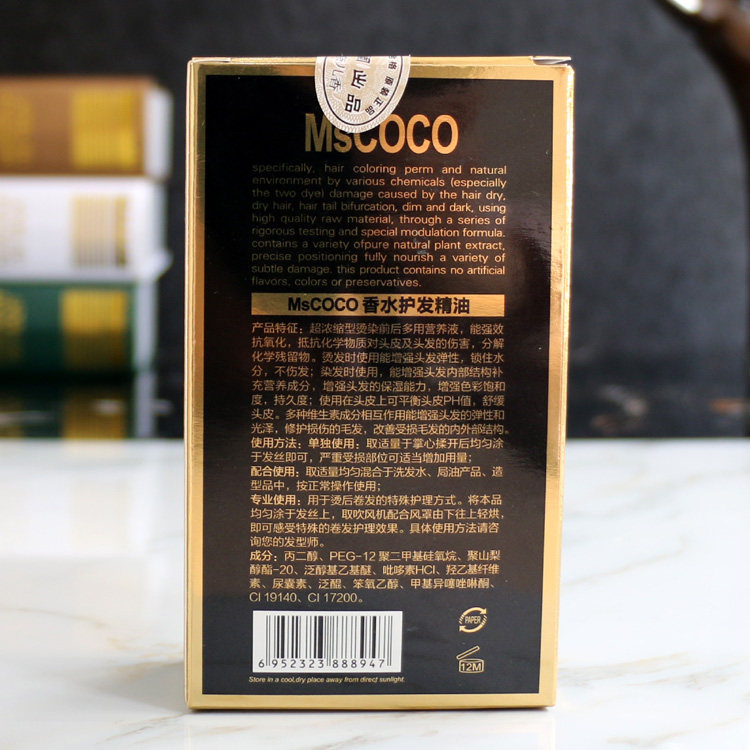 正品
原装正品
MsCOCO
specifically, hair coloring perm and natural
environment by various chemicals (especially
the two dye) damage caused by the hair dry,
dry hair, hair tail bifurcation, dim and dark, using
high quality raw material, through a series of
rigorous testing and special modulation formula.
contains a variety ofpure natural plant extract,
precise positioning fully nourish a variety of
subtle damage. this product contains no artificial
flavors, colors or preservatives.
MsCOCO 香水护发精油
产品特征：超浓缩型烫染前后多用营养液，能强效
抗氧化，抵抗化学物质对头皮及头发的伤害，分解
化学残留物。烫发时使用能增强头发弹性，锁住水
分，不伤发；染发时使用，能增强头发内部结构补
充营养成分，增强头发的保湿能力，增强色彩饱和
度，持久度；使用在头皮上可平衡头皮PH值，舒缓
头皮。多种维生素成分相互作用能增强头发的弹性和
光泽，修护损伤的毛发，改善受损毛发的内外部结构。
使用方法：单独使用：取适量于掌心揉开后均匀涂
于发丝即可，严重受损部位可适当增加用量；
配合使用：取适量均匀混合于洗发水、局油产品、造
型品中，按正常操作使用；
专业使用：用于烫后卷发的特殊护理方式。将本品
均匀涂于发丝上，取吹风机配合风罩由下往上轻烘，
即可感受特殊的卷发护理效果。具体使用方法请咨
询您的发型师。
成分：丙二醇、PEG-12 聚二甲基硅氧烷、聚山梨
醇酯-20、泛醇基乙基醚、吡哆素HCI、羟乙基纤维
素、尿囊素、泛醌、苯氧乙醇、甲基异噻唑啉酮、
CI 19140、CI 17200。
6 952323 888947
PAPER
12M
Store in a cool,dry place away from direct sunlight.